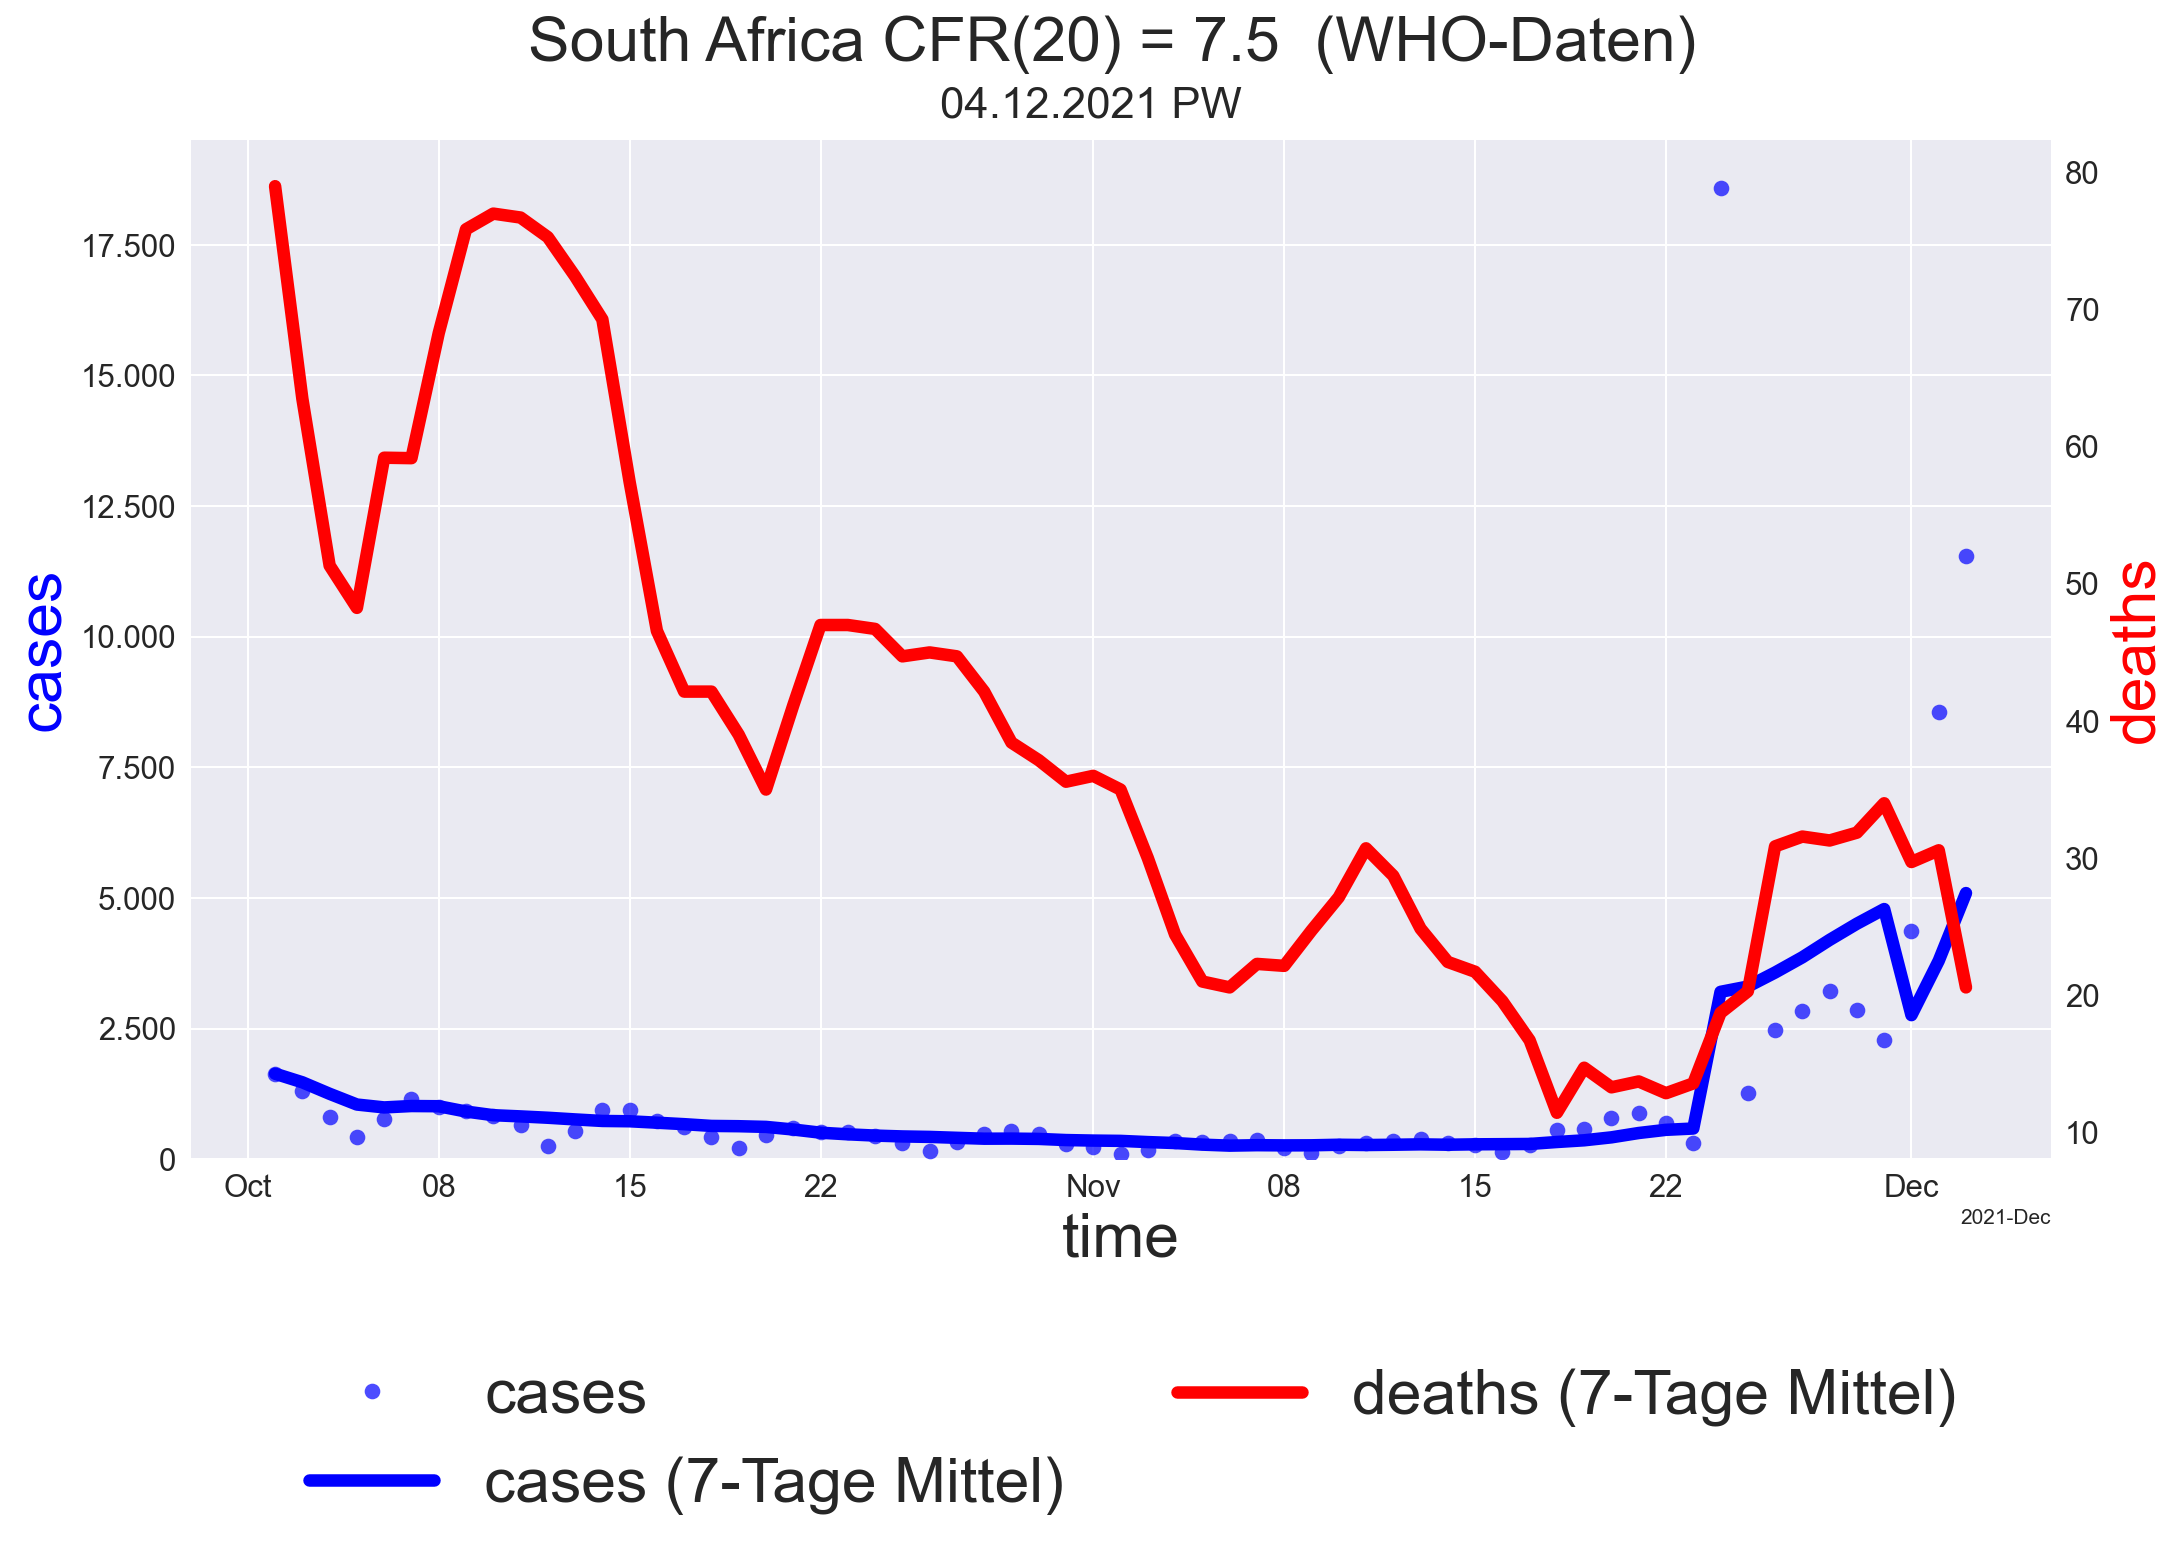 South Africa CFR(20) = 7.5  (WHO-Daten)
04.12.2021 PW
cases
17.500
15.000
12.500
10.000
7.500
5.000
2.500
0
80
70
60
50
40
30
20
10
deaths
Oct 08 15 22 Nov 08 15 22 Dec
2021-Dec
time
cases
cases (7-Tage Mittel)
deaths (7-Tage Mittel)